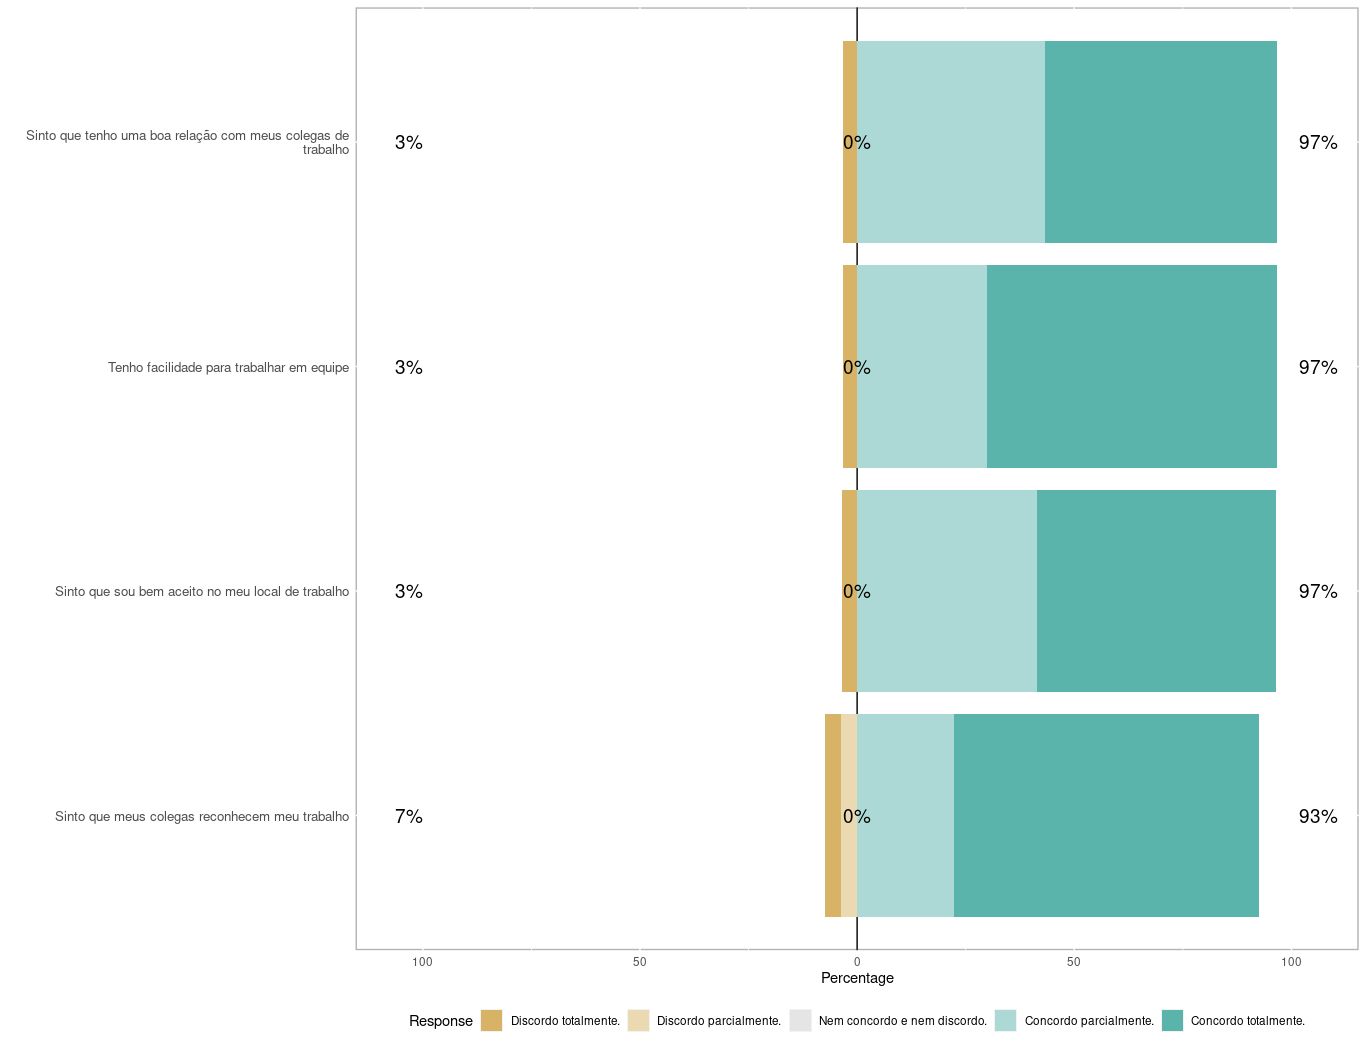 Sinto que tenho uma boa relação com meus colegas de
trabalho
3%
0%
97%
Tenho facilidade para trabalhar em equipe
3%
0%
97%
Sinto que sou bem aceito no meu local de trabalho
3%
0%
97%
Sinto que meus colegas reconhecem meu trabalho
7%
0%
93%
100
50
0
50
100
Percentage
Response
Discordo totalmente.
Discordo parcialmente.
Nem concordo e nem discordo.
Concordo parcialmente.
Concordo totalmente.